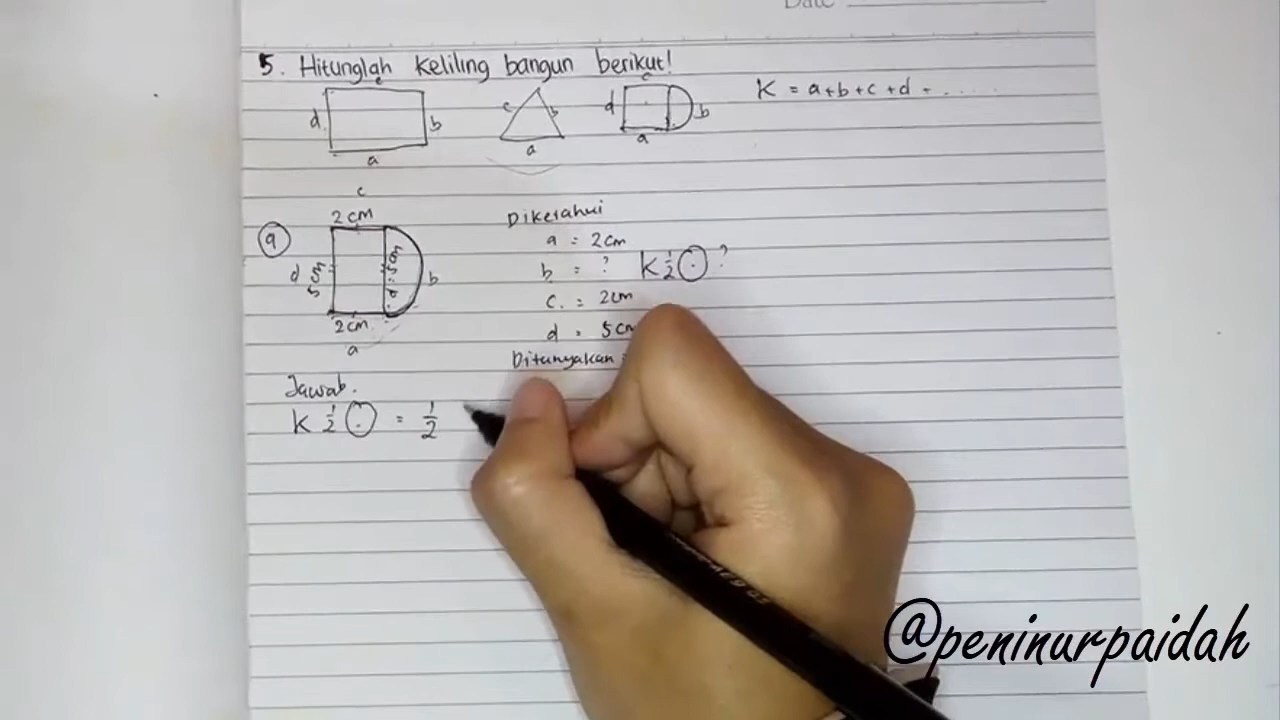 Date
5. Hitunglah keliling bangun berikut!
c
d
b
a
c
b
a
c
d
b
a
K = a+b+c+d + ....
a
c
2 cm
d
5 cm
5 cm
d
b
2 cm
a
Diketahui
a = 2 cm
b = ? K 1/2 ?
c. = 2 cm
d = 5 cm
Ditanyakan :
Jawab.
K 1/2 = 1/2
@peninurpaidah